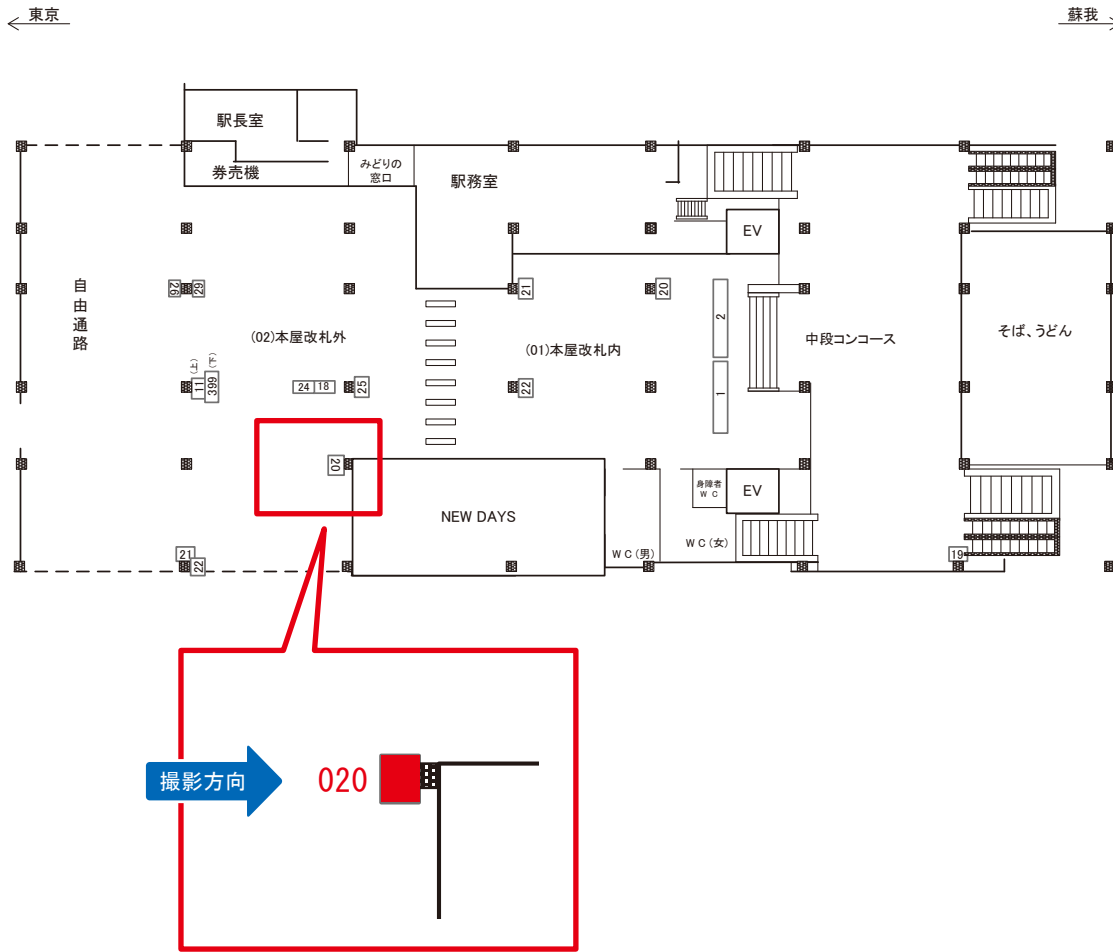 東京
蘇我
駅長室
券売機
みどりの
窓口
駅務室
EV
自由通路
26
29
21
20
2
(02)本屋改札外
(01)本屋改札内
中段コンコース
そば、うどん
(上)
(下)
11
399
24
18
25
22
1
20
NEW DAYS
身障者
WC
EV
WC(男)
WC(女)
21
22
19
撮影方向
020